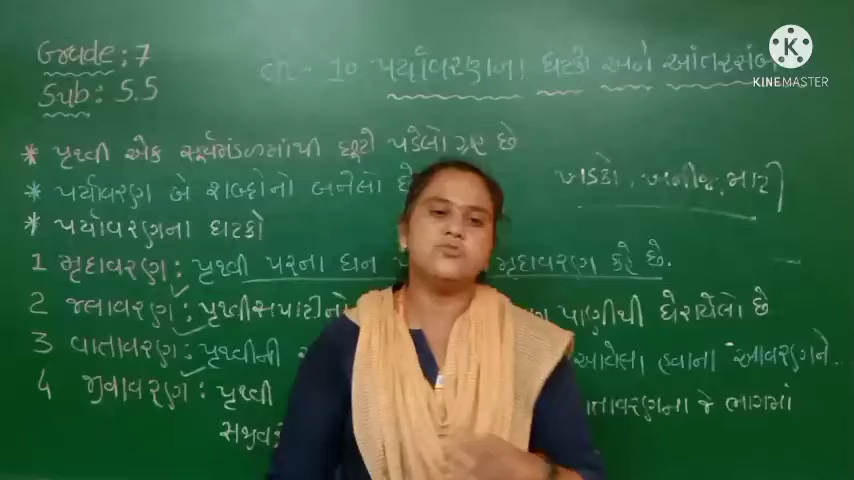 Grade : 7
Sub : S.S
ch - 10 પર્યાવરણના ઘટકો અને આંતરસંબં
KINEMASTER
* પૃથ્વી એક સૂર્યમંડળમાંથી છૂટો પડેલો ગ્રહ છે
* પર્યાવરણ બે શબ્દોનો બનેલો છે
ખડકો, ખનીજ, માટી
* પર્યાવરણના ઘટકો
1 મૃદાવરણ : પૃથ્વી પરના ઘન મૃદાવરણ કહે છે.
2 જલાવરણ : પૃથ્વીસપાટીનો પાણીથી ઘેરાયેલો છે
3 વાતાવરણ : પૃથ્વીની આવેલા હવાના આવરણને...
4 જીવાવરણ : પૃથ્વી વાતાવરણના જે ભાગમાં